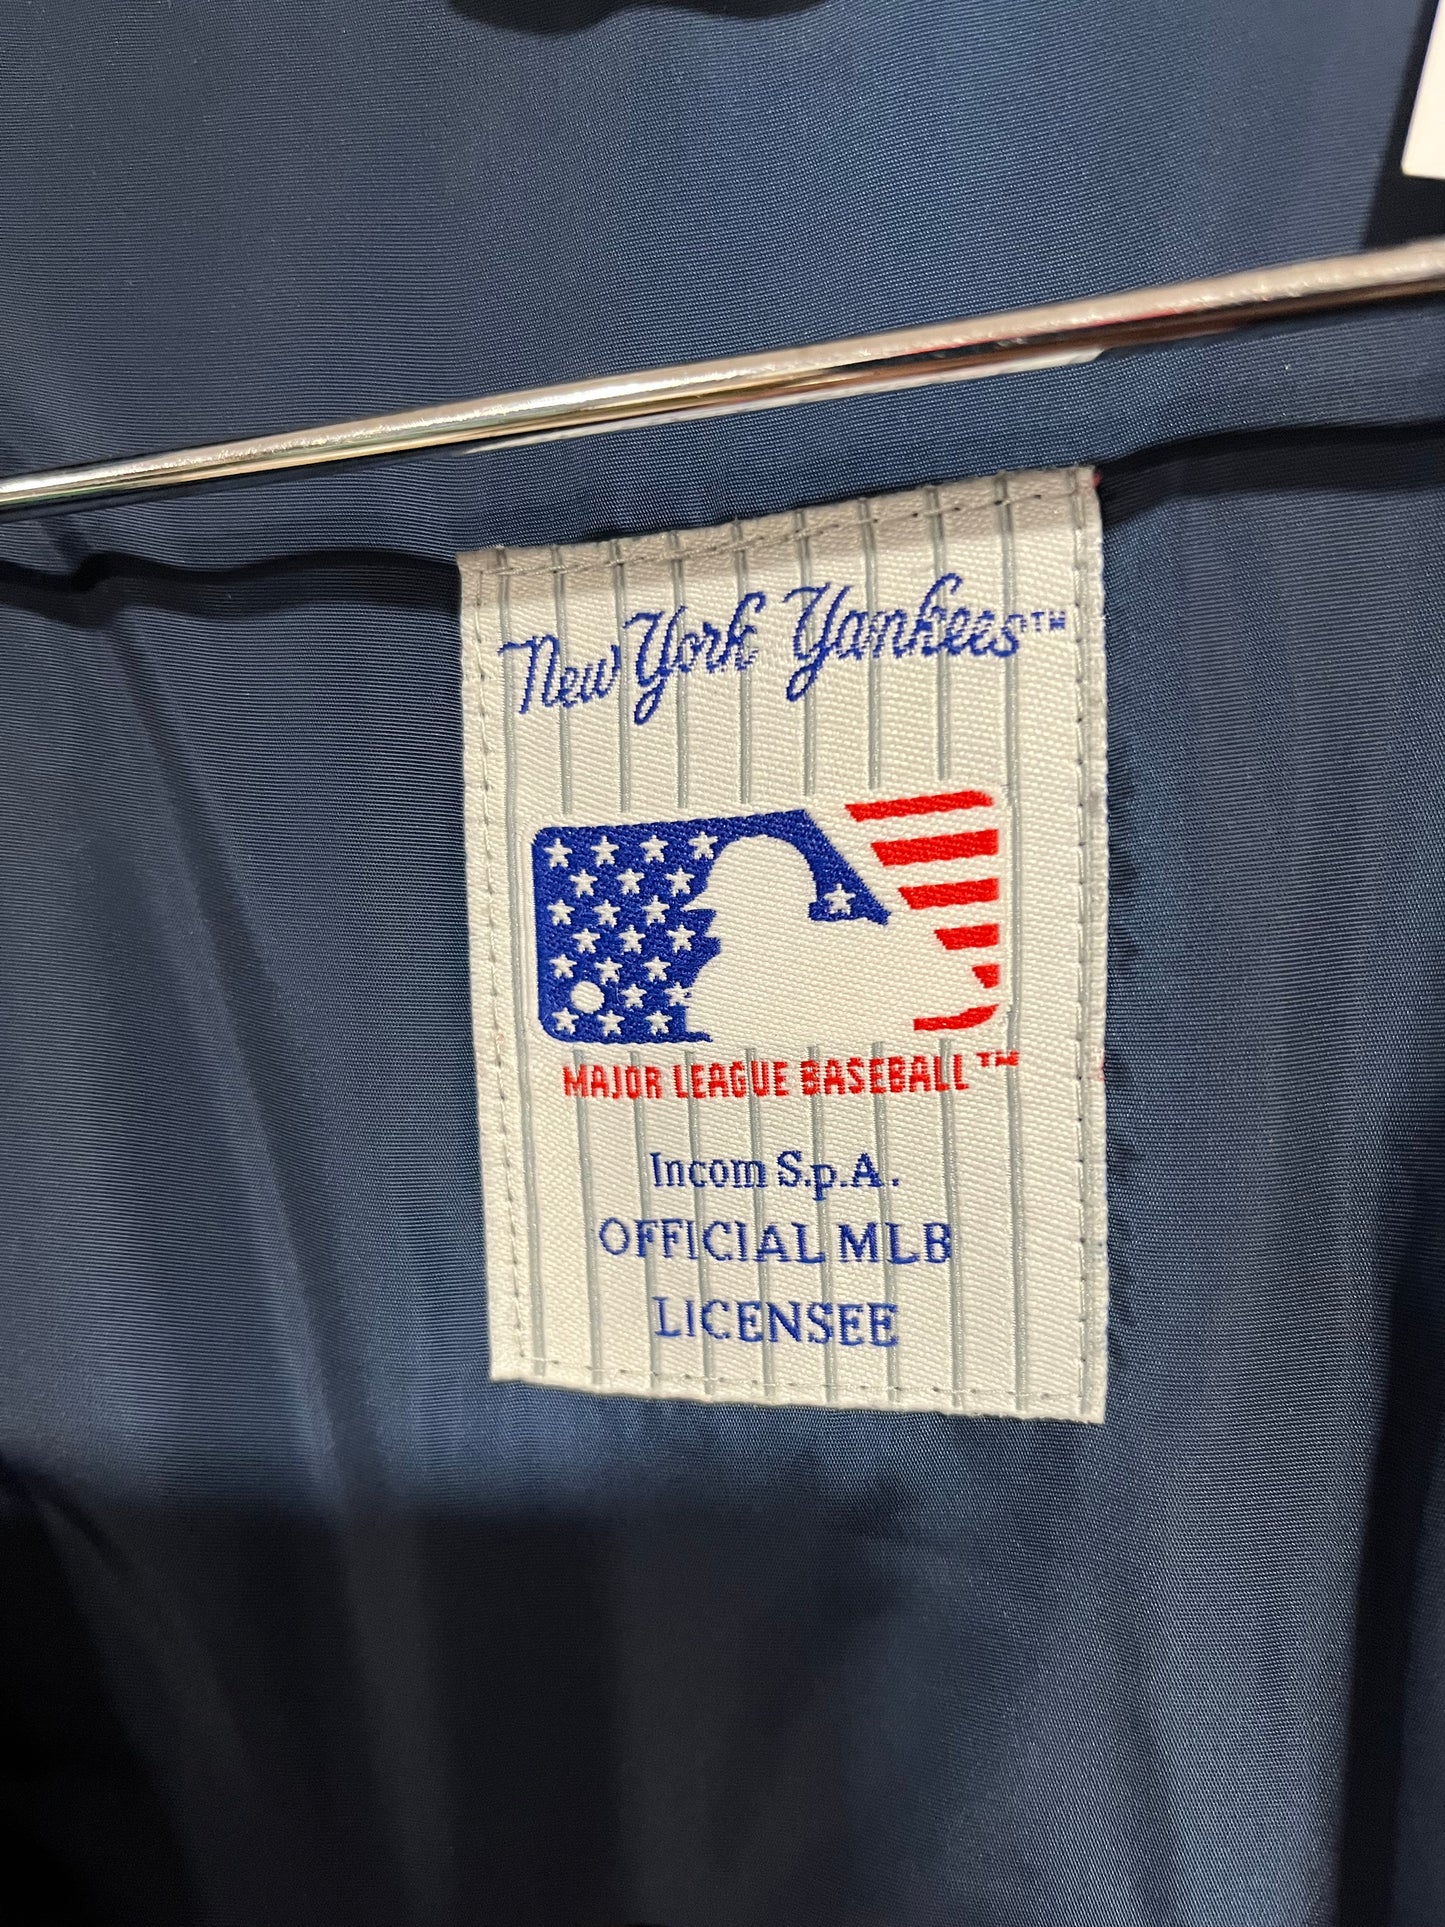 New York Yankees™
MAJOR LEAGUE BASEBALL™
Incom S.p.A.
OFFICIAL MLB
LICENSEE